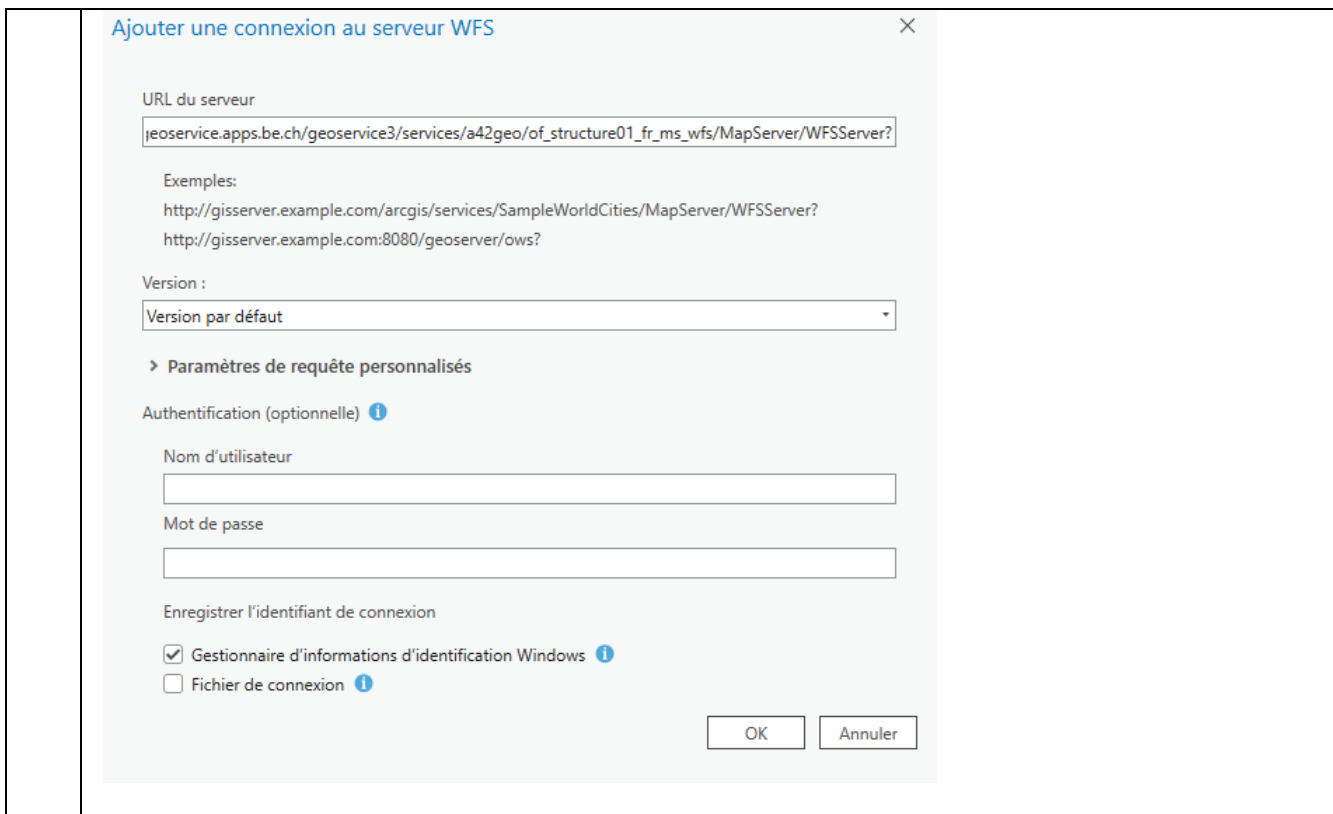 Ajouter une connexion au serveur WFS
URL du serveur
geoservice.apps.be.ch/geoservice3/services/a42geo/of_structure01_fr_ms_wfs/MapServer/WFSServer?
Exemples:
http://gisserver.example.com/arcgis/services/SampleWorldCities/MapServer/WFSServer?
http://gisserver.example.com:8080/geoserver/ows?
Version :
Version par défaut
Paramètres de requête personnalisés
Authentification (optionnelle)
Nom d'utilisateur
Mot de passe
Enregistrer l'identifiant de connexion
Gestionnaire d'informations d'identification Windows
Fichier de connexion
OK Annuler